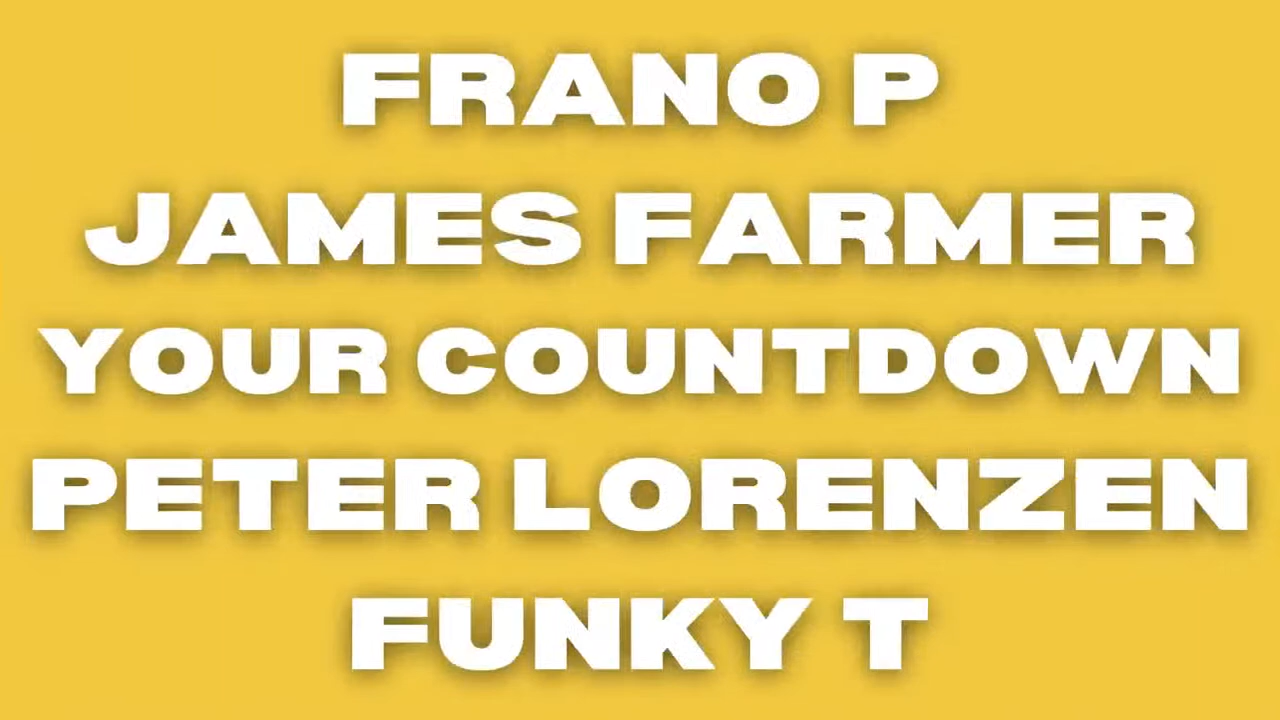 FRANO P
JAMES FARMER
YOUR COUNTDOWN
PETER LORENZEN
FUNKY T